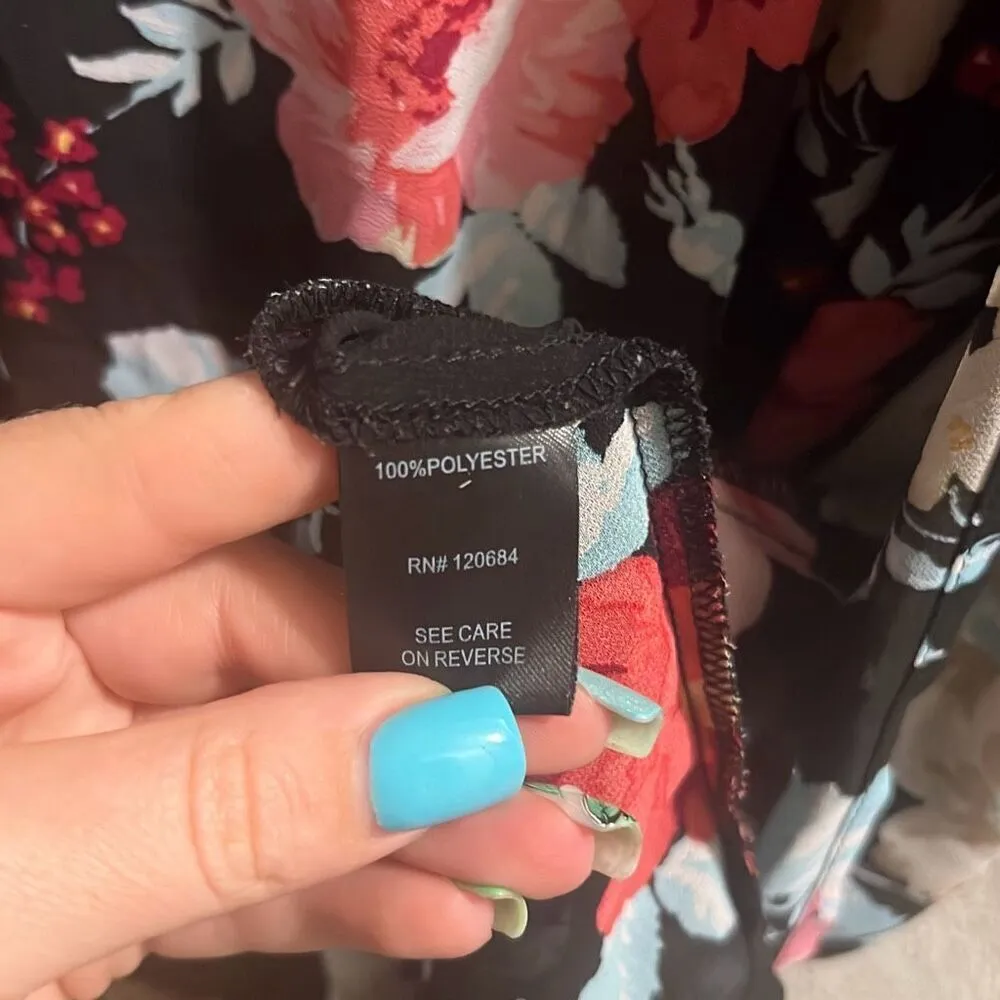 100%POLYESTER
RN# 120684
SEE CARE
ON REVERSE